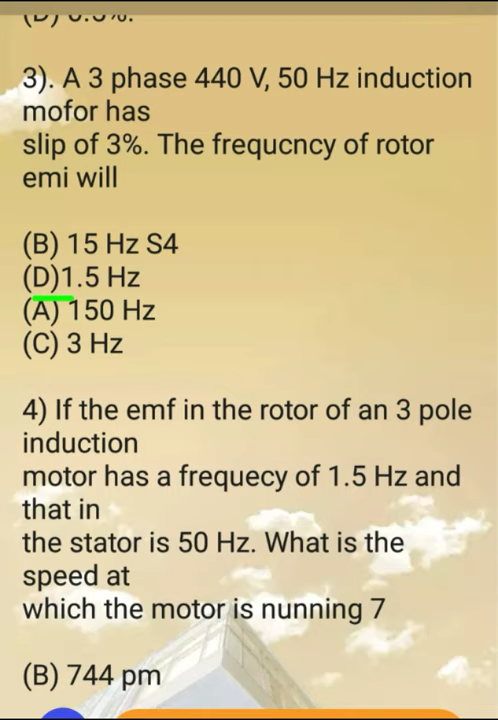 3). A 3 phase 440 V, 50 Hz induction
mofor has
slip of 3%. The frequcncy of rotor
emi will
(B) 15 Hz S4
(D)1.5 Hz
(A) 150 Hz
(C) 3 Hz
4) If the emf in the rotor of an 3 pole
induction
motor has a frequecy of 1.5 Hz and
that in
the stator is 50 Hz. What is the
speed at
which the motor is nunning 7
(B) 744 pm